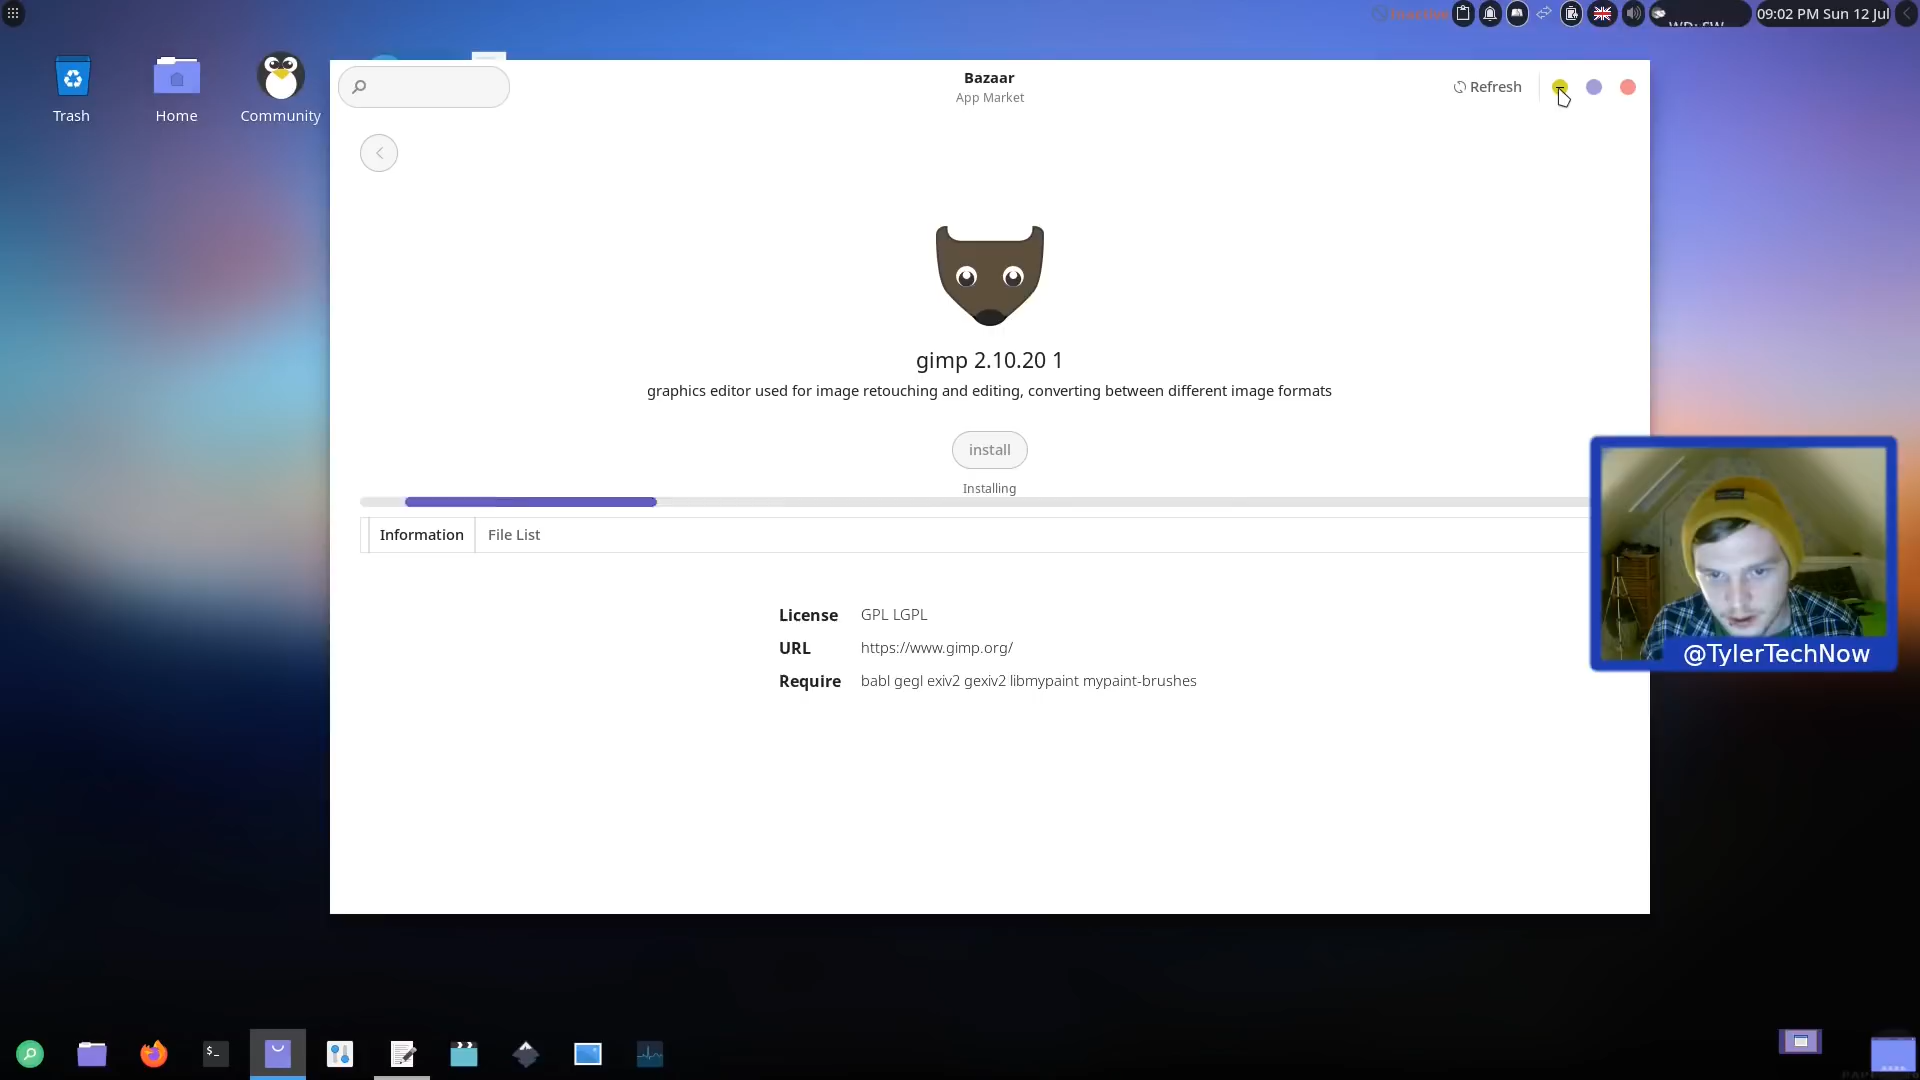 09:02 PM Sun 12 Jul
Bazaar
App Market
Refresh
Trash
Home
Community
gimp 2.10.20 1
graphics editor used for image retouching and editing, converting between different image formats
install
Installing
Information
File List
License GPL LGPL
URL https://www.gimp.org/
Require babl gegl exiv2 gexiv2 libmypaint mypaint-brushes
@TylerTechNow
$_